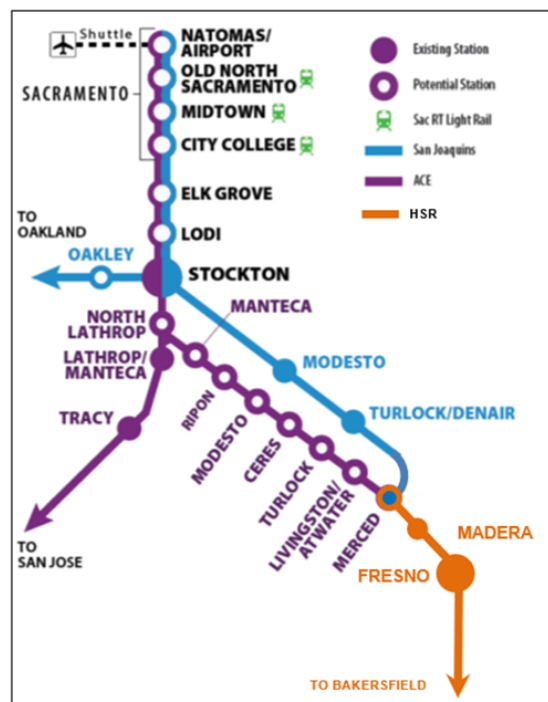 Shuttle
NATOMAS/
AIRPORT
OLD NORTH
SACRAMENTO
SACRAMENTO
MIDTOWN
CITY COLLEGE
ELK GROVE
LODI
TO
OAKLAND
OAKLEY
STOCKTON
NORTH
LATHROP
MANTECA
LATHROP/
MANTECA
TRACY
TO
SAN JOSE
RIPON
MODESTO
CERES
TURLOCK
LIVINGSTON/
ATWATER
MERCED
MODESTO
TURLOCK/DENAIR
MADERA
FRESNO
TO BAKERSFIELD
Existing Station
Potential Station
Sac RT Light Rail
San Joaquins
ACE
HSR